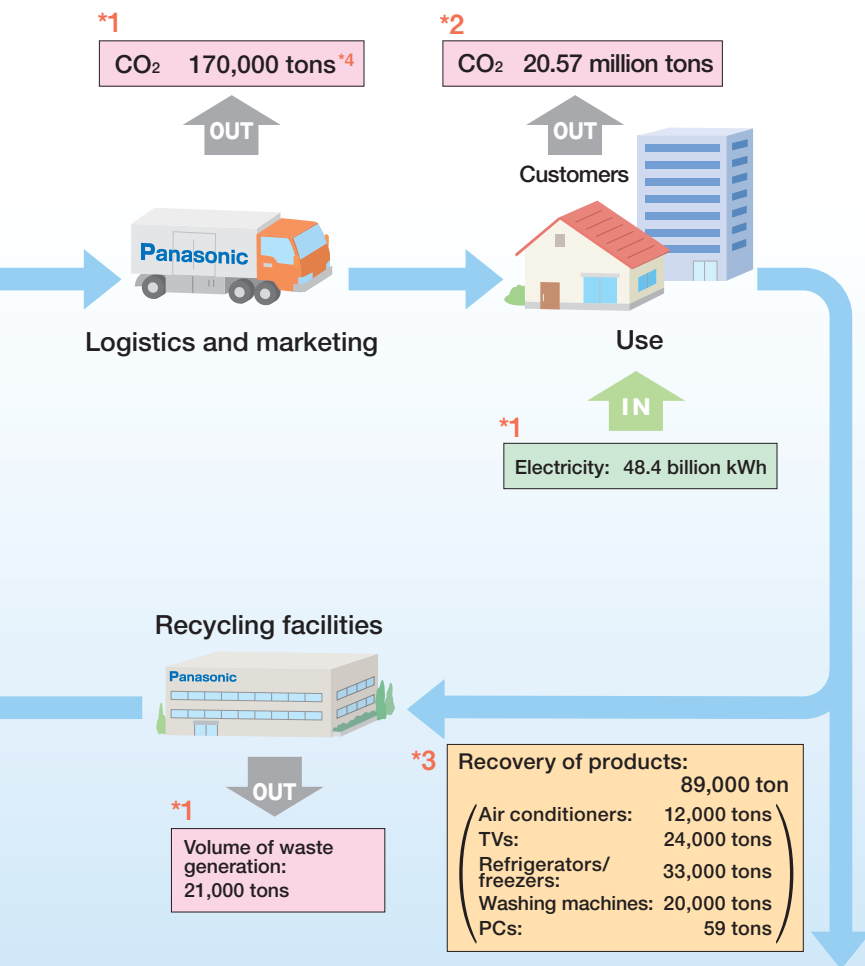 *1
CO₂ 170,000 tons*4
OUT
*2
CO₂ 20.57 million tons
OUT
Customers
Panasonic
Logistics and marketing
Use
IN
*1
Electricity: 48.4 billion kWh
Recycling facilities
Panasonic
OUT
*1
Volume of waste
generation:
21,000 tons
*3
Recovery of products:
89,000 ton
Air conditioners: 12,000 tons
TVs: 24,000 tons
Refrigerators/
freezers: 33,000 tons
Washing machines: 20,000 tons
PCs: 59 tons